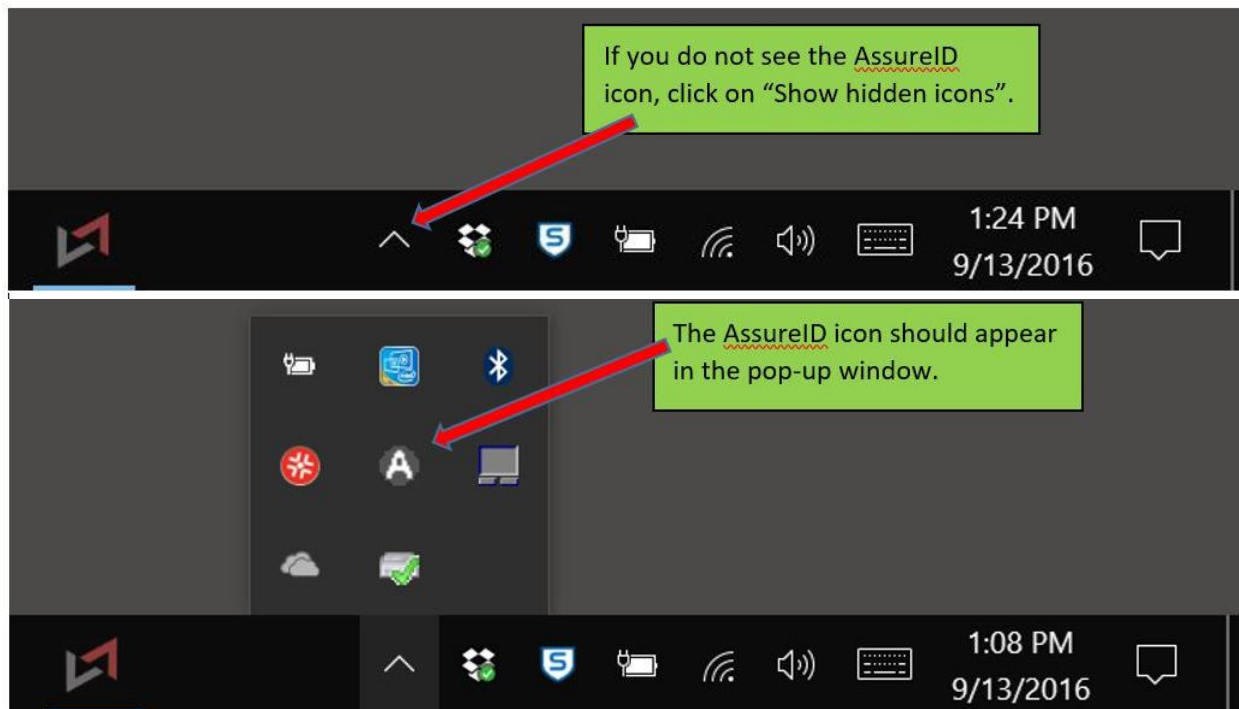 If you do not see the AssureID
icon, click on “Show hidden icons”.
1:24 PM
9/13/2016
The AssureID icon should appear
in the pop-up window.
A
1:08 PM
9/13/2016